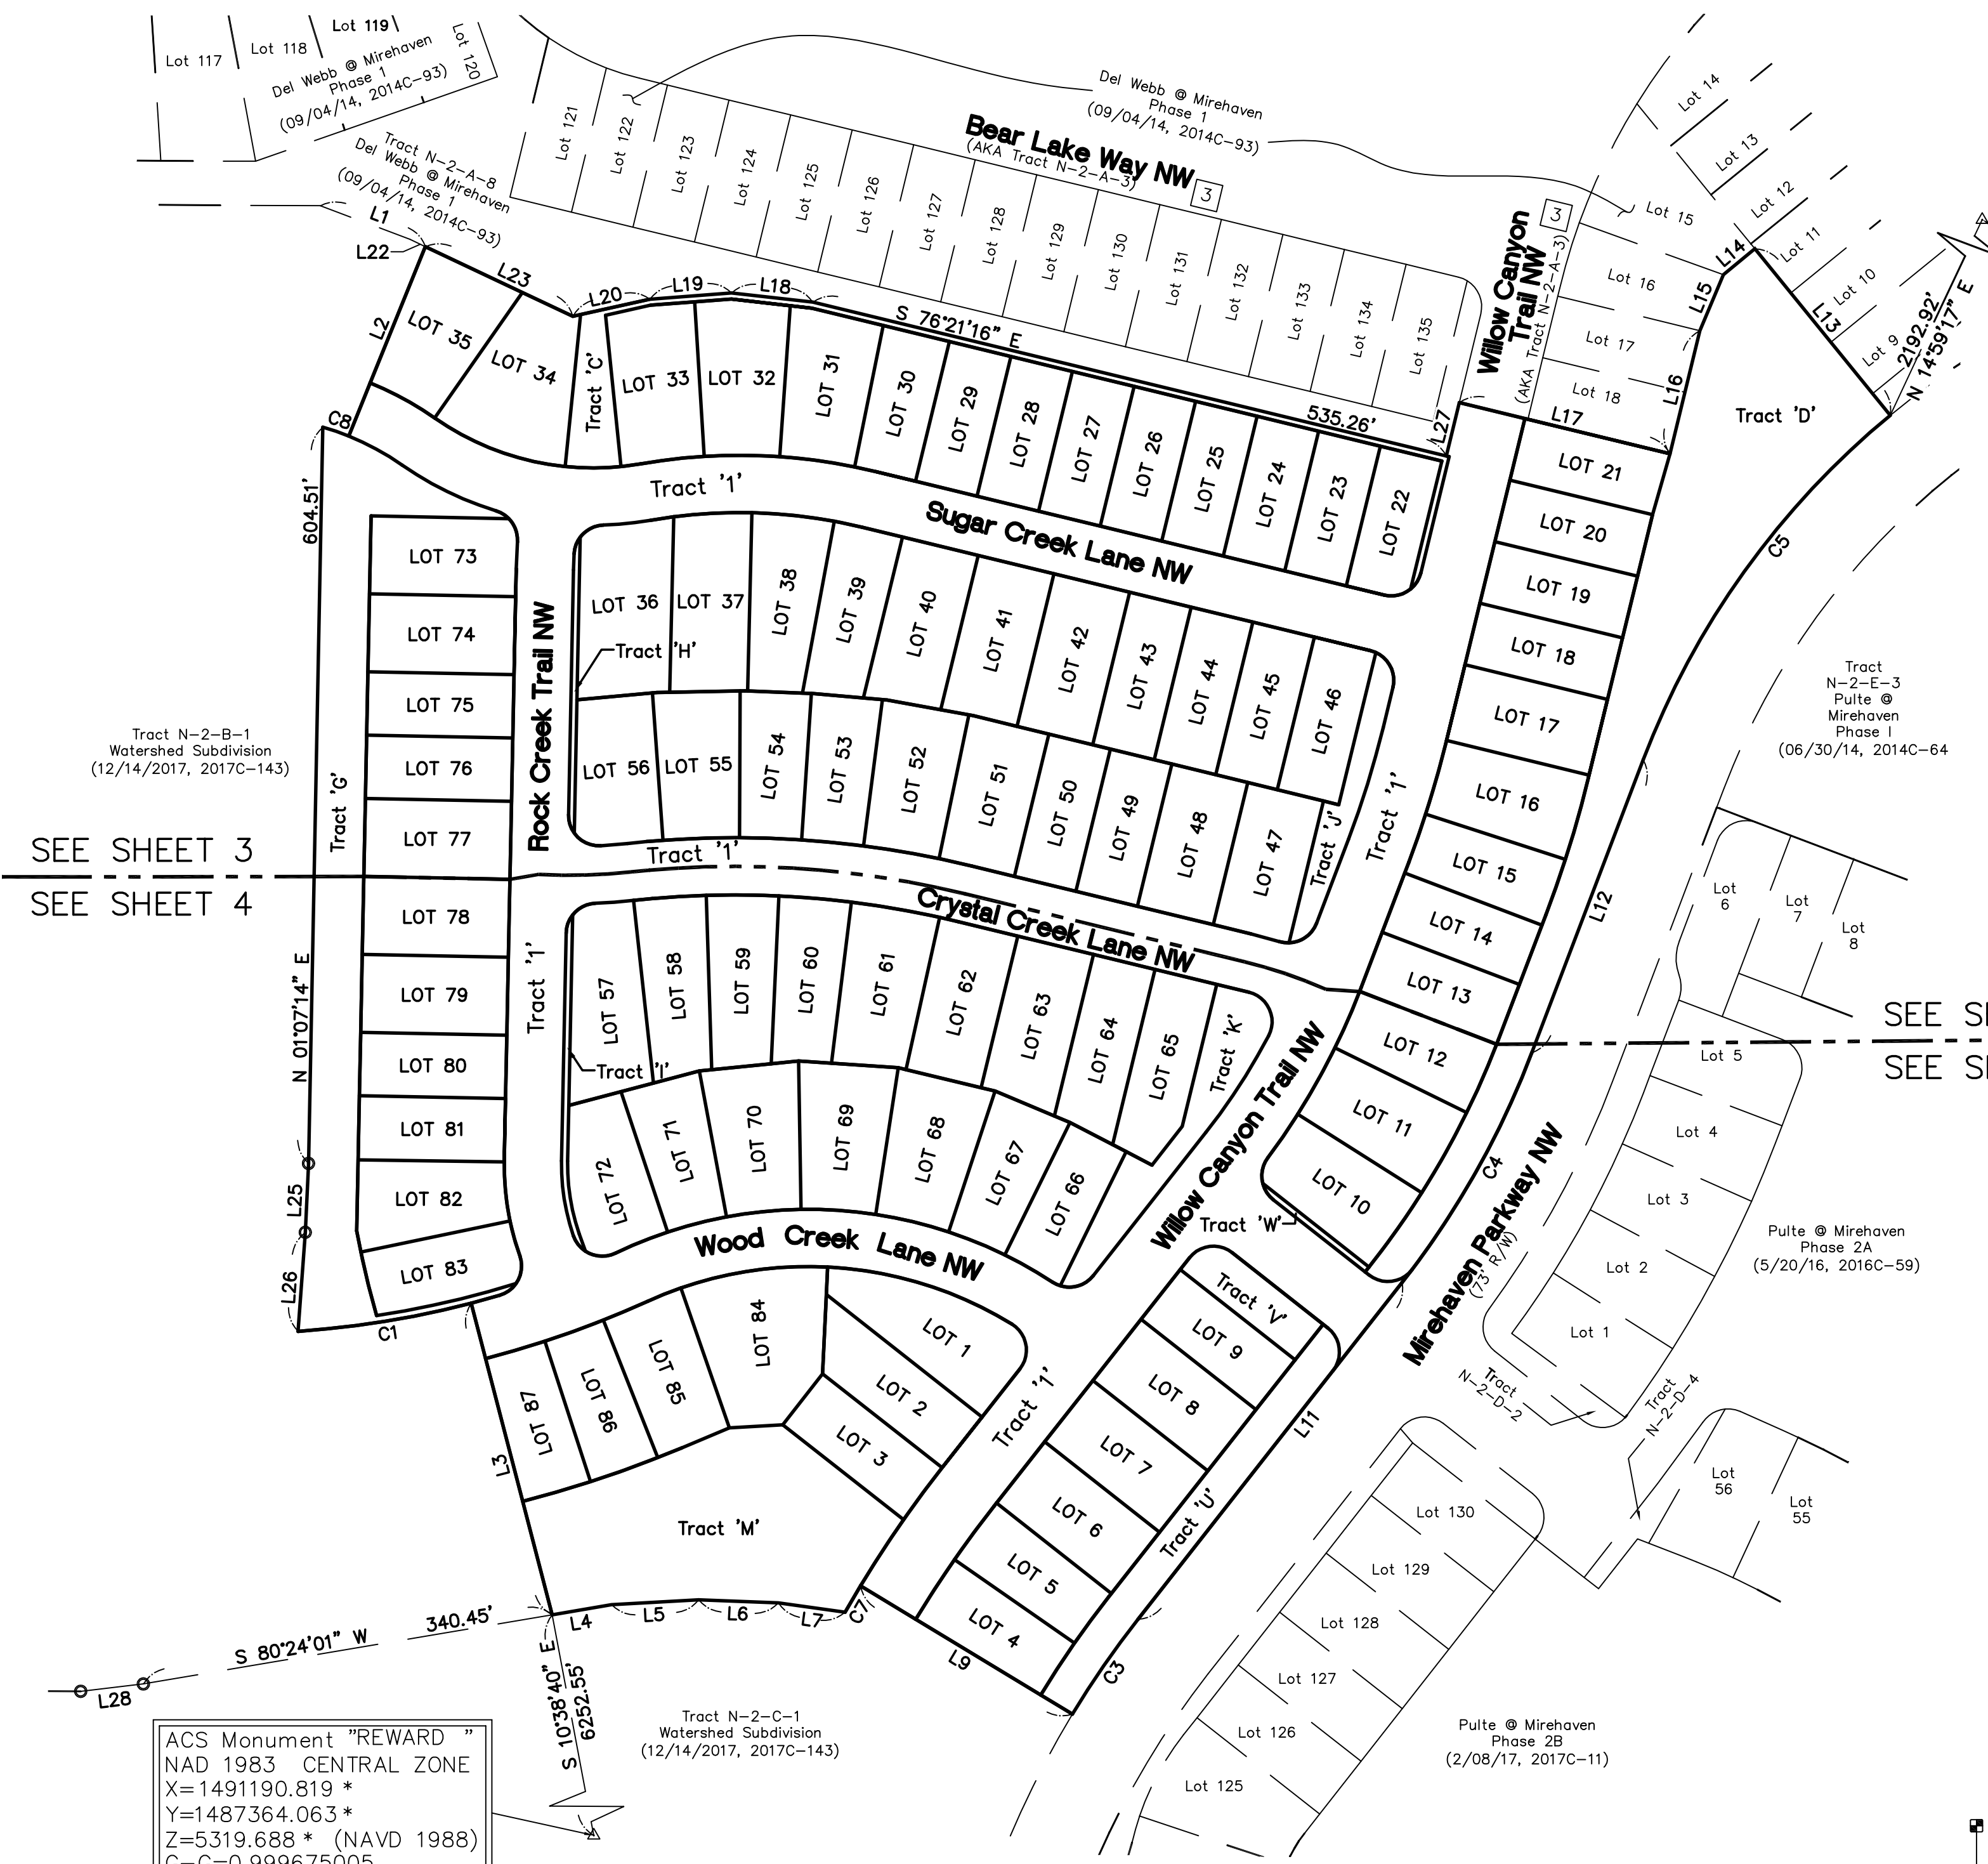 Lot 117
Lot 118
Lot 119
Lot 120
Del Webb @ Mirehaven
Phase 1
(09/04/14, 2014C-93)
Tract N-2-A-8
Del Webb @ Mirehaven
Phase 1
(09/04/14, 2014C-93)
Lot 121
Lot 122
Lot 123
Lot 124
Lot 125
Lot 126
Lot 127
Lot 128
Lot 129
Lot 130
Lot 131
Lot 132
Lot 133
Lot 134
Lot 135
Del Webb @ Mirehaven
Phase 1
(09/04/14, 2014C-93)
Bear Lake Way NW
(AKA Tract N-2-A-3)
3
Willow Canyon
Trail NW
(AKA Tract N-2-A-3)
3
Lot 14
Lot 13
Lot 12
Lot 11
Lot 10
Lot 9
Lot 15
Lot 16
Lot 17
Lot 18
L14
L15
L13
L16
L17
L27
2192.92'
N 14°59'17" E
Tract 'D'
C5
L1
L22
L23
L20
L19
L18
S 76°21'16" E
535.26'
L2
C8
LOT 35
LOT 34
Tract 'C'
LOT 33
LOT 32
LOT 31
LOT 30
LOT 29
LOT 28
LOT 27
LOT 26
LOT 25
LOT 24
LOT 23
LOT 22
LOT 21
LOT 20
LOT 19
LOT 18
LOT 17
LOT 16
LOT 15
LOT 14
LOT 13
LOT 12
LOT 11
LOT 10
Tract '1'
Sugar Creek Lane NW
604.51'
LOT 73
LOT 74
LOT 75
LOT 76
LOT 77
Rock Creek Trail NW
Tract 'G'
LOT 36
LOT 37
LOT 38
LOT 39
LOT 40
LOT 41
LOT 42
LOT 43
LOT 44
LOT 45
LOT 46
Tract 'H'
LOT 56
LOT 55
LOT 54
LOT 53
LOT 52
LOT 51
LOT 50
LOT 49
LOT 48
LOT 47
Tract 'J'
Tract '1'
Tract
N-2-E-3
Pulte @
Mirehaven
Phase I
(06/30/14, 2014C-64
Tract N-2-B-1
Watershed Subdivision
(12/14/2017, 2017C-143)
SEE SHEET 3
SEE SHEET 4
Tract '1'
Crystal Creek Lane NW
L12
Lot
6
Lot
7
Lot
8
SEE S
SEE S
LOT 78
LOT 79
LOT 80
LOT 81
LOT 82
LOT 83
Tract '1'
N 01°07'14" E
L25
L26
C1
LOT 57
LOT 58
LOT 59
LOT 60
LOT 61
LOT 62
LOT 63
LOT 64
LOT 65
Tract 'K'
Tract 'I'
LOT 72
LOT 71
LOT 70
LOT 69
LOT 68
LOT 67
LOT 66
Willow Canyon Trail NW
Wood Creek Lane NW
Tract 'W'
C4
Mirehaven Parkway NW
(73' R/W)
Lot 5
Lot 4
Lot 3
Lot 2
Lot 1
Pulte @ Mirehaven
Phase 2A
(5/20/16, 2016C-59)
Tract
N-2-D-2
Tract
N-2-D-4
Lot
56
Lot
55
LOT 87
LOT 86
LOT 85
LOT 84
LOT 1
LOT 2
LOT 3
Tract '1'
Tract 'V'
LOT 9
LOT 8
LOT 7
LOT 6
LOT 5
LOT 4
Tract 'U'
L11
L3
Tract 'M'
L4
L5
L6
L7
C7
L9
C3
Lot 130
Lot 129
Lot 128
Lot 127
Lot 126
Lot 125
S 80°24'01" W
340.45'
L28
S 10°38'40" E
6252.55'
Tract N-2-C-1
Watershed Subdivision
(12/14/2017, 2017C-143)
Pulte @ Mirehaven
Phase 2B
(2/08/17, 2017C-11)
ACS Monument "REWARD "
NAD 1983 CENTRAL ZONE
X=1491190.819 *
Y=1487364.063 *
Z=5319.688 * (NAVD 1988)
G-G=0.999675005